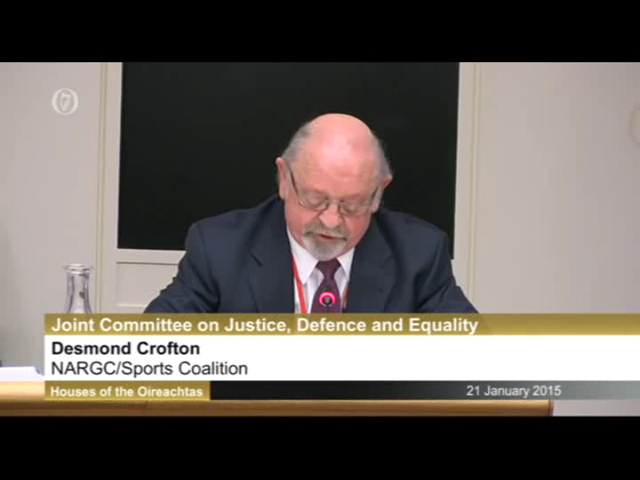 Joint Committee on Justice, Defence and Equality
Desmond Crofton
NARGC/Sports Coalition
Houses of the Oireachtas 21 January 2015